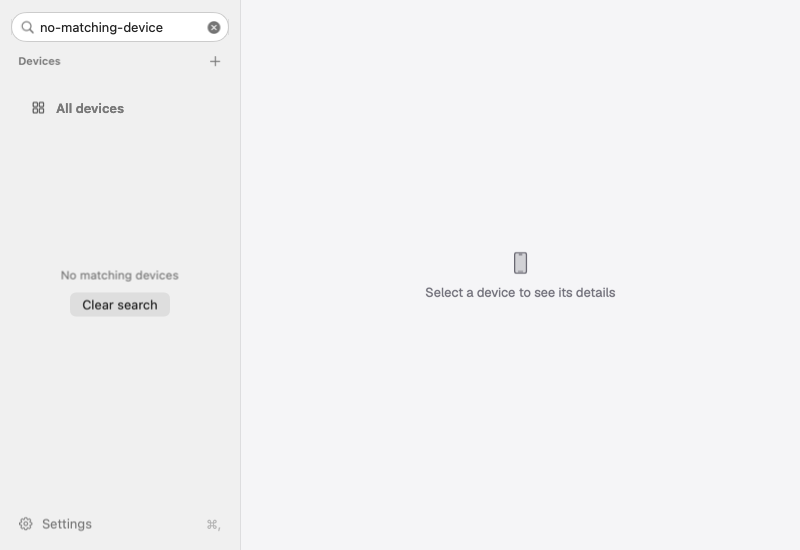 no-matching-device
Devices
All devices
No matching devices
Clear search
Select a device to see its details
Settings ⌘,